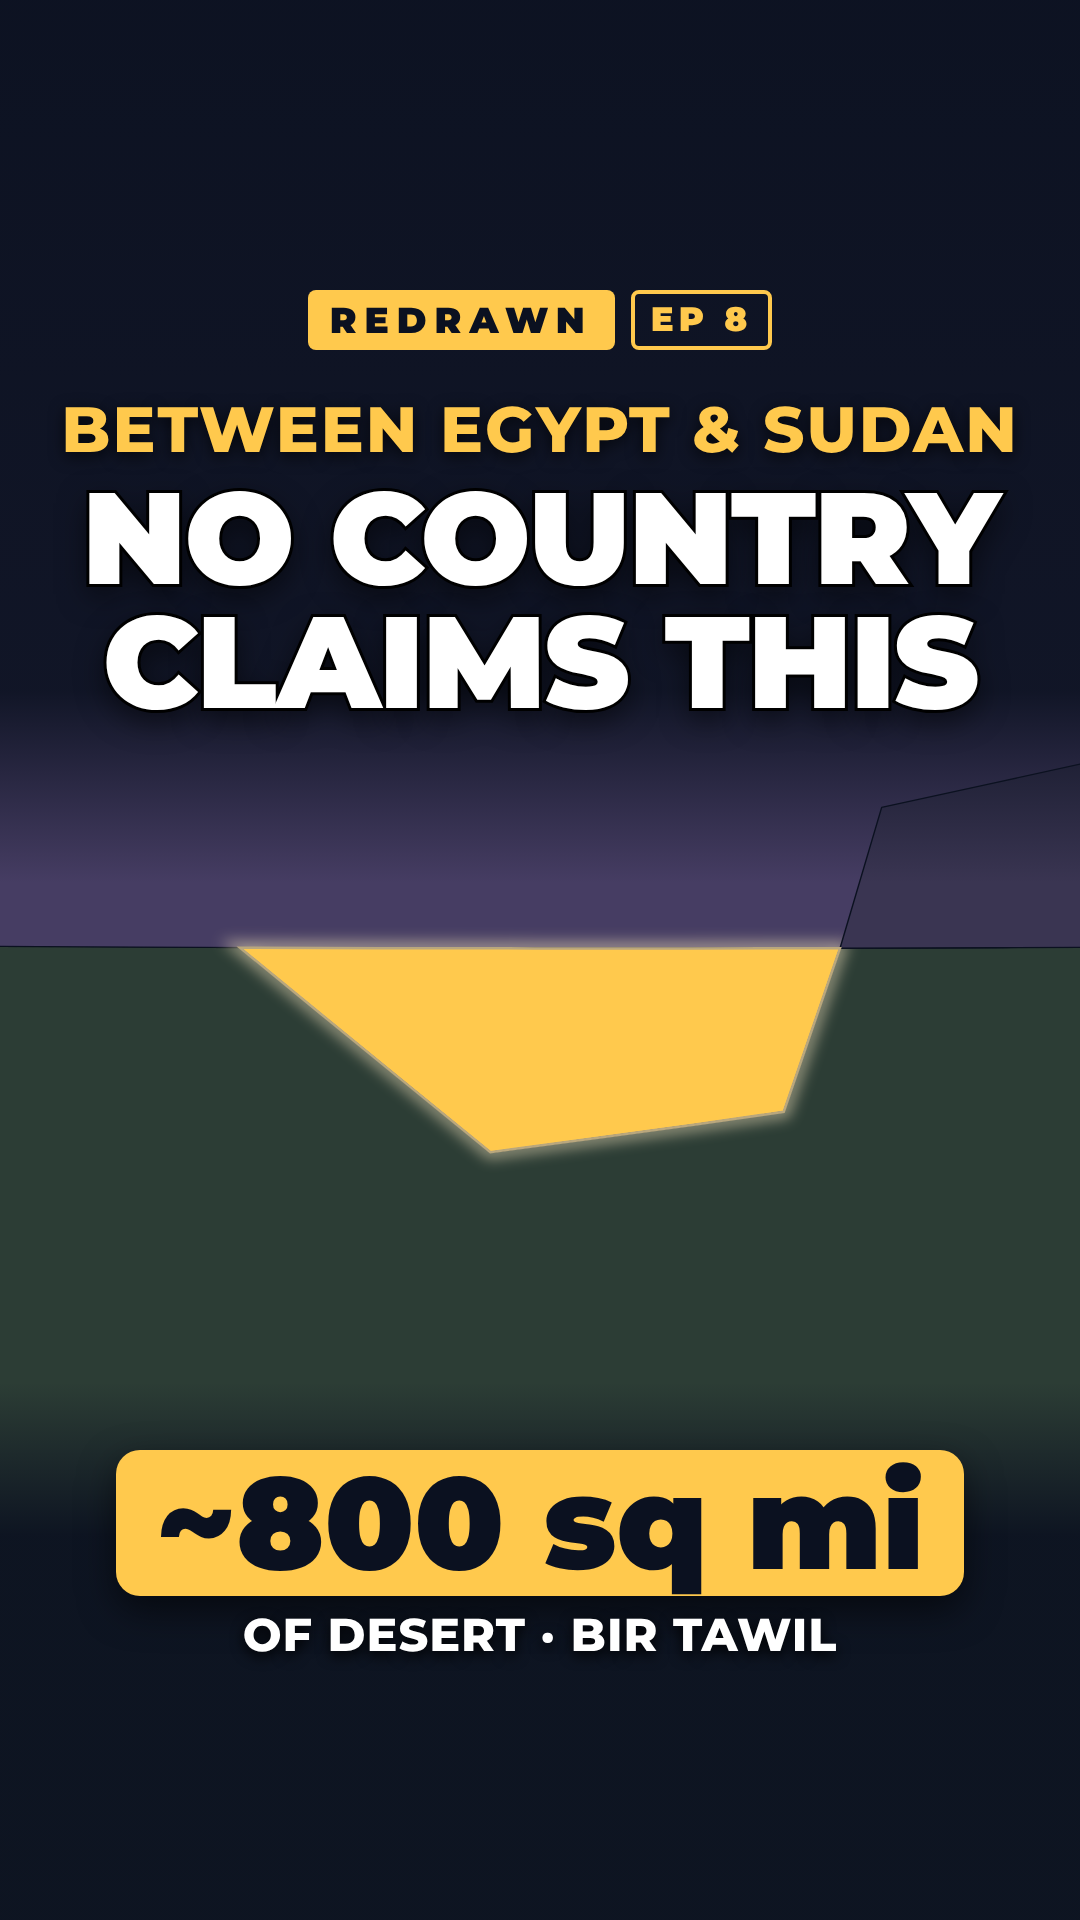 REDRAWN EP 8
BETWEEN EGYPT & SUDAN
NO COUNTRY
CLAIMS THIS
~800 sq mi
OF DESERT · BIR TAWIL